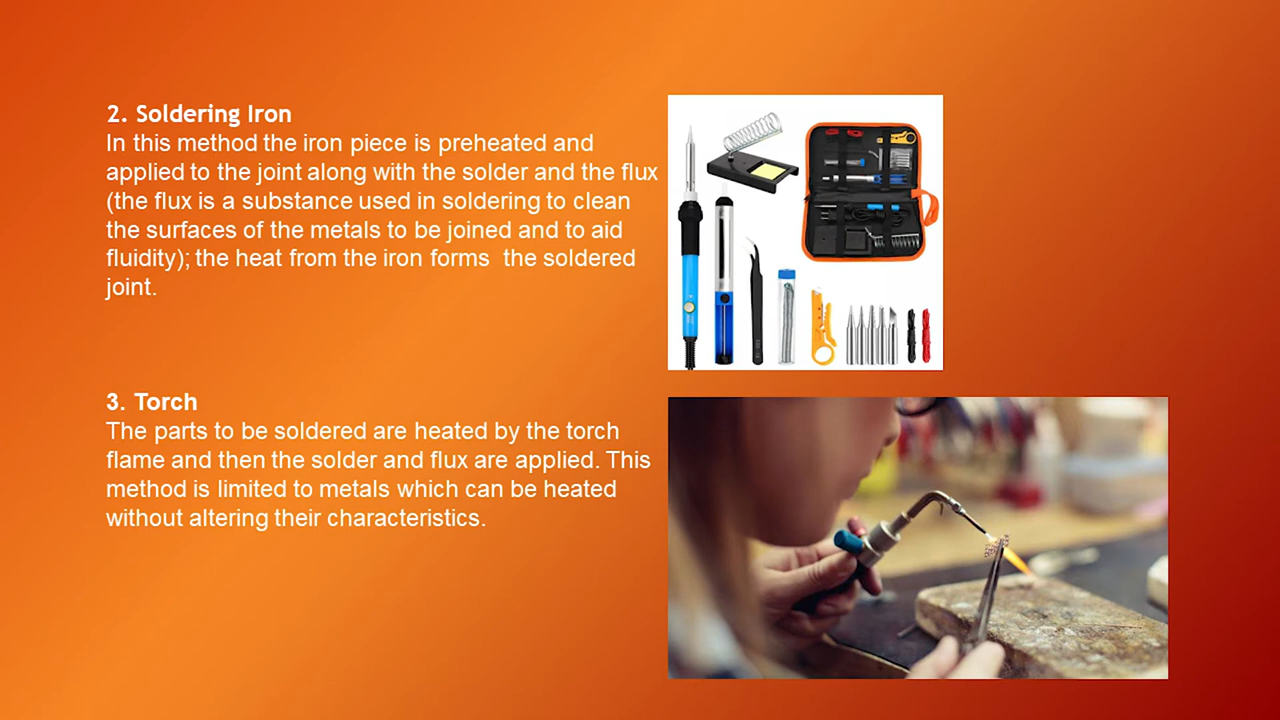 2. Soldering Iron
In this method the iron piece is preheated and
applied to the joint along with the solder and the flux
(the flux is a substance used in soldering to clean
the surfaces of the metals to be joined and to aid
fluidity); the heat from the iron forms  the soldered
joint.
3. Torch
The parts to be soldered are heated by the torch
flame and then the solder and flux are applied. This
method is limited to metals which can be heated
without altering their characteristics.